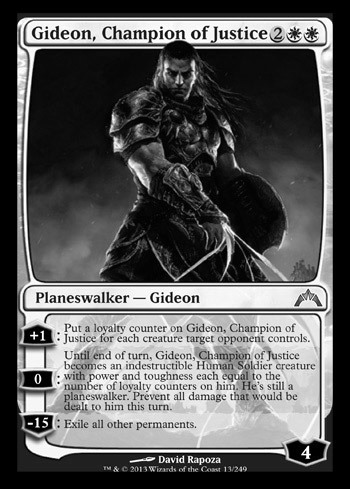 Gideon, Champion of Justice 2
Planeswalker — Gideon
+1 : Put a loyalty counter on Gideon, Champion of
Justice for each creature target opponent controls.
Until end of turn, Gideon, Champion of Justice
becomes an indestructible Human Soldier creature
0 : with power and toughness each equal to the
number of loyalty counters on him. He's still a
planeswalker. Prevent all damage that would be
dealt to him this turn.
-15 : Exile all other permanents.
David Rapoza
4
™ & © 2013 Wizards of the Coast 13/249